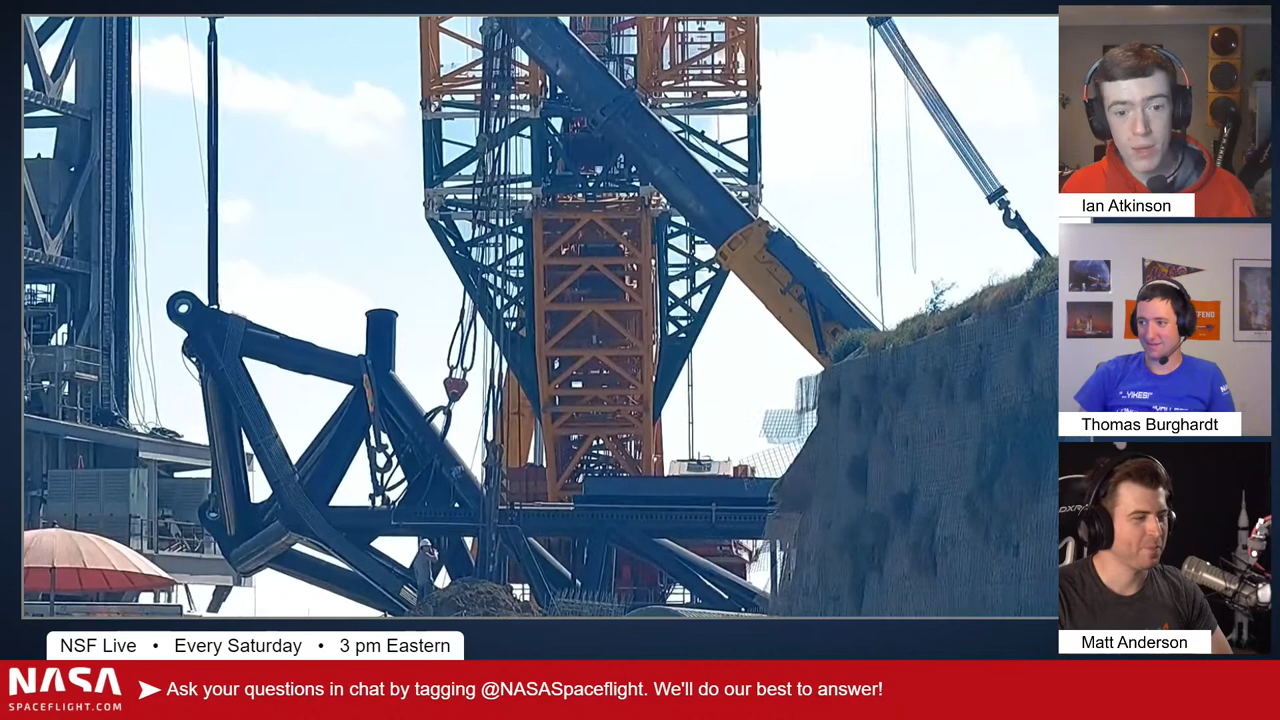 Ian Atkinson
"...YIKES!"
Thomas Burghardt
Matt Anderson
NSF Live • Every Saturday • 3 pm Eastern
NASA
SPACEFLIGHT.COM
Ask your questions in chat by tagging @NASASpaceflight. We'll do our best to answer!